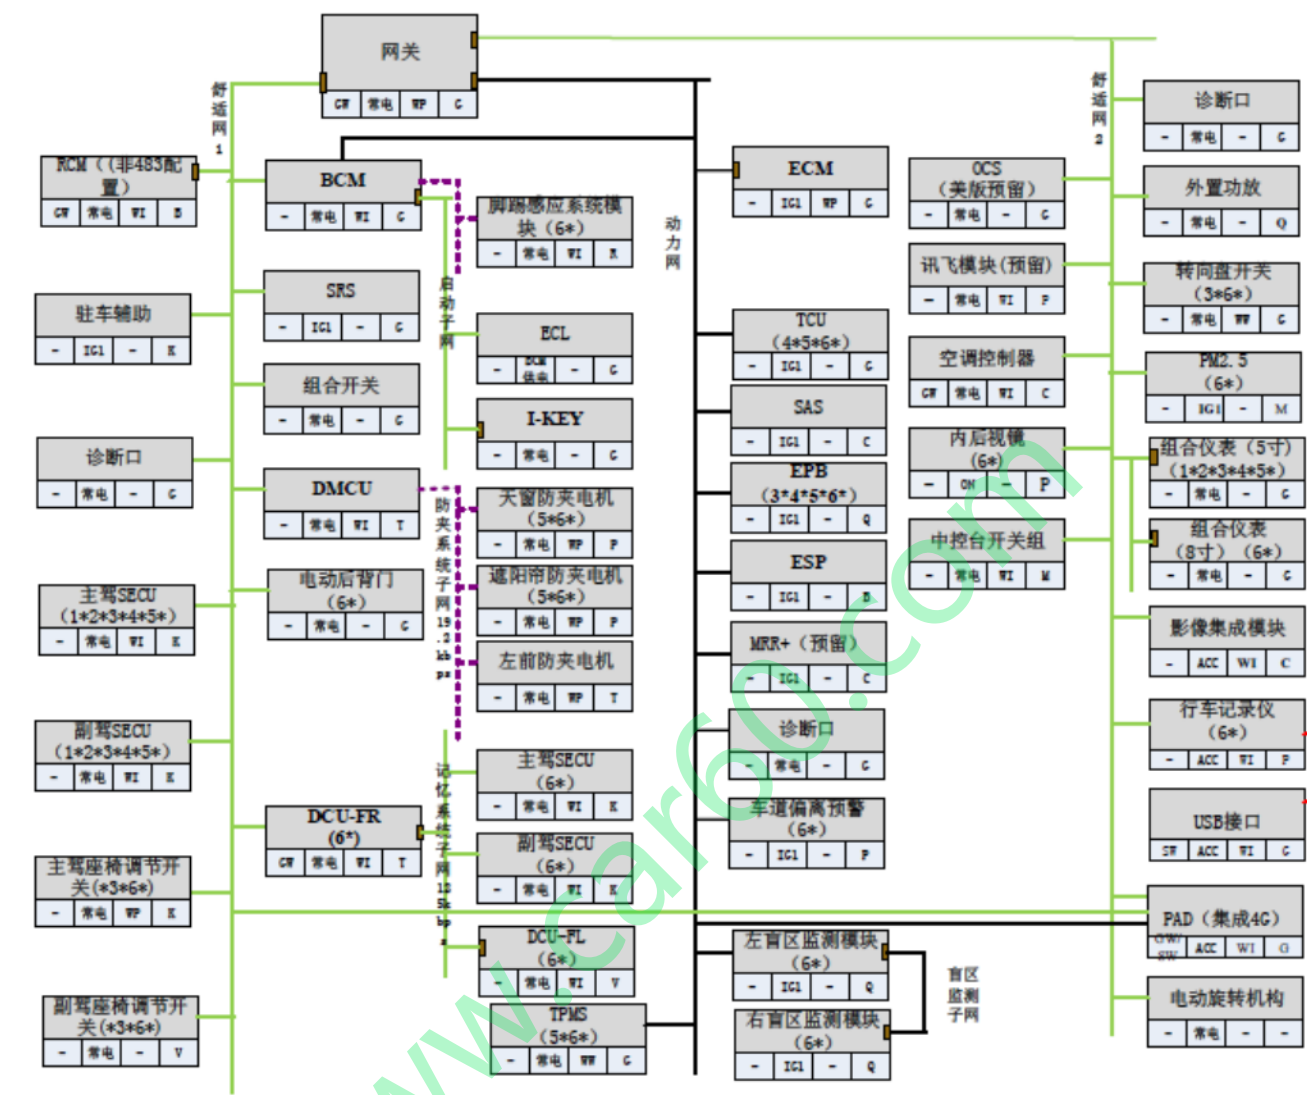 网关
GW 常电 WP G
舒适网1
舒适网2
动力网
RCM（(非483配
置）
GW 常电 WI B
驻车辅助
- IG1 - K
诊断口
- 常电 - G
主驾SECU
（1*2*3*4*5*）
- 常电 WI K
副驾SECU
（1*2*3*4*5*）
- 常电 WI K
主驾座椅调节开
关(*3*6*)
- 常电 WP K
副驾座椅调节开
关(*3*6*)
- 常电 - V
BCM
- 常电 WI G
SRS
- IG1 - G
组合开关
- 常电 - G
DMCU
- 常电 WI T
电动后背门
（6*）
- 常电 - G
DCU-FR
(6*)
GW 常电 WI T
启动子网
防夹系统子网19.2kbps
记忆系统子网125kbps
脚踢感应系统模
块（6*）
- 常电 WI R
ECL
- BCM供电 - G
I-KEY
- 常电 - G
天窗防夹电机
（5*6*）
- 常电 WP P
遮阳帘防夹电机
（5*6*）
- 常电 WP P
左前防夹电机
- 常电 WP T
主驾SECU
（6*）
- 常电 WI K
副驾SECU
（6*）
- 常电 WI K
DCU-FL
（6*）
- 常电 WI V
TPMS
（5*6*）
- 常电 WW G
ECM
- IG1 WP G
TCU
（4*5*6*）
- IG1 - G
SAS
- IG1 - C
EPB
（3*4*5*6*）
- IG1 - Q
ESP
- IG1 - B
MRR+（预留）
- IG1 - C
诊断口
- 常电 - G
车道偏离预警
（6*）
- IG1 - P
左盲区监测模块
（6*）
- IG1 - Q
右盲区监测模块
（6*）
- IG1 - Q
盲区
监测
子网
OCS
（美版预留）
- 常电 - G
讯飞模块(预留)
- 常电 WI P
空调控制器
GW 常电 WI C
内后视镜
(6*)
- ON - P
中控台开关组
- 常电 WI M
诊断口
- 常电 - G
外置功放
- 常电 - Q
转向盘开关
（3*6*）
- 常电 WW G
PM2.5
（6*）
- IG1 - M
组合仪表（5寸)
（1*2*3*4*5*）
- 常电 - G
组合仪表
（8寸）（6*）
- 常电 - G
影像集成模块
- ACC WI C
行车记录仪
（6*）
- ACC WI P
USB接口
SW ACC WI G
PAD（集成4G）
GW/SW ACC WI G
电动旋转机构
- 常电 - -
www.car60.com